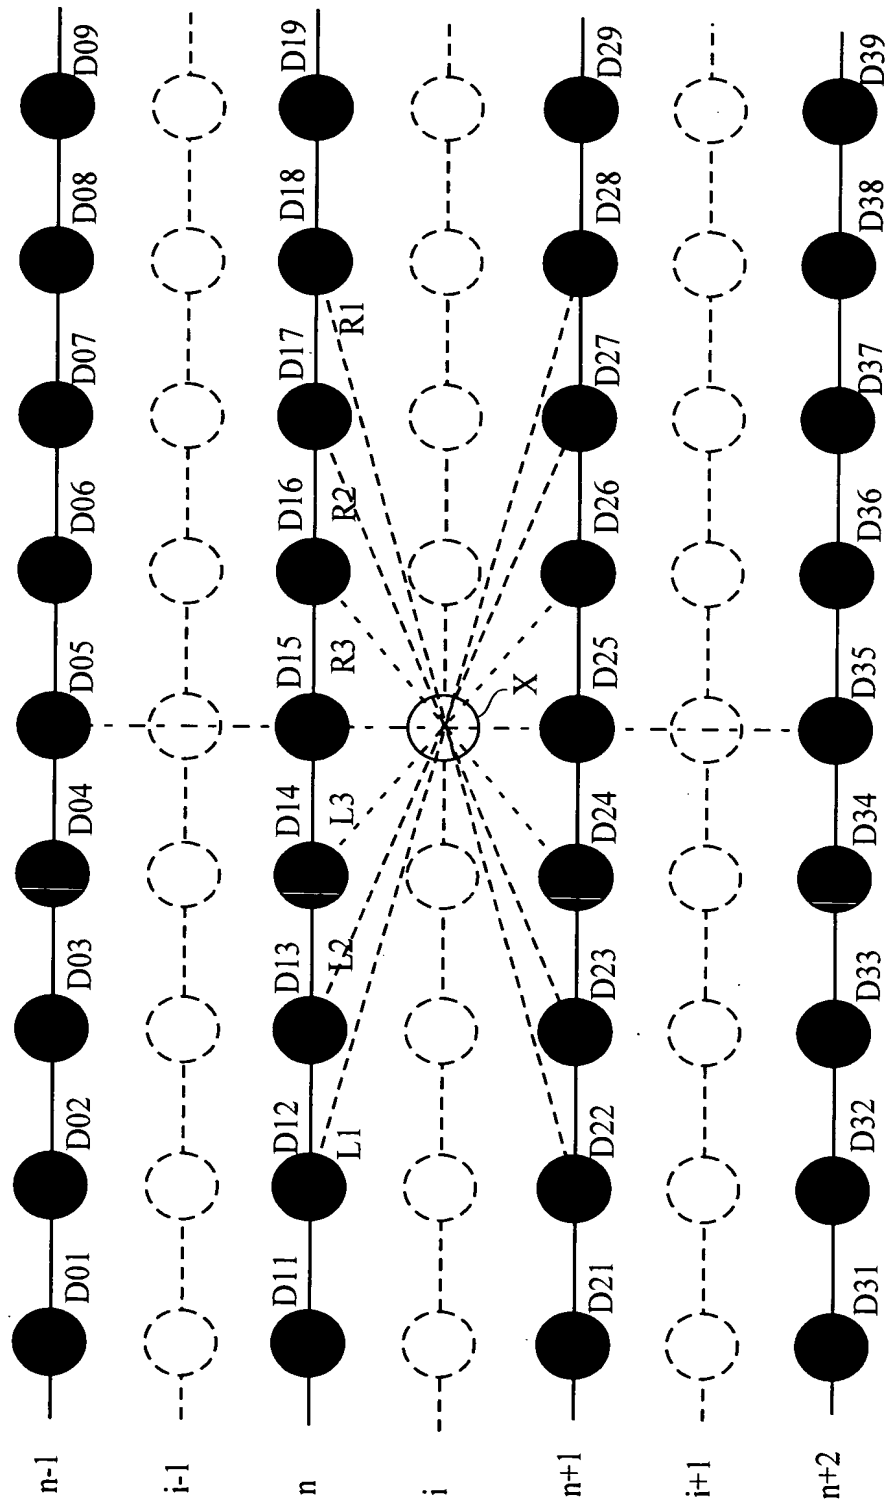 n-1
D01 D02 D03 D04 D05 D06 D07 D08 D09
i-1
n
D11 D12 D13 D14 D15 D16 D17 D18 D19
L1 L2 L3 R3 R2 R1
i
X
n+1
D21 D22 D23 D24 D25 D26 D27 D28 D29
i+1
n+2
D31 D32 D33 D34 D35 D36 D37 D38 D39